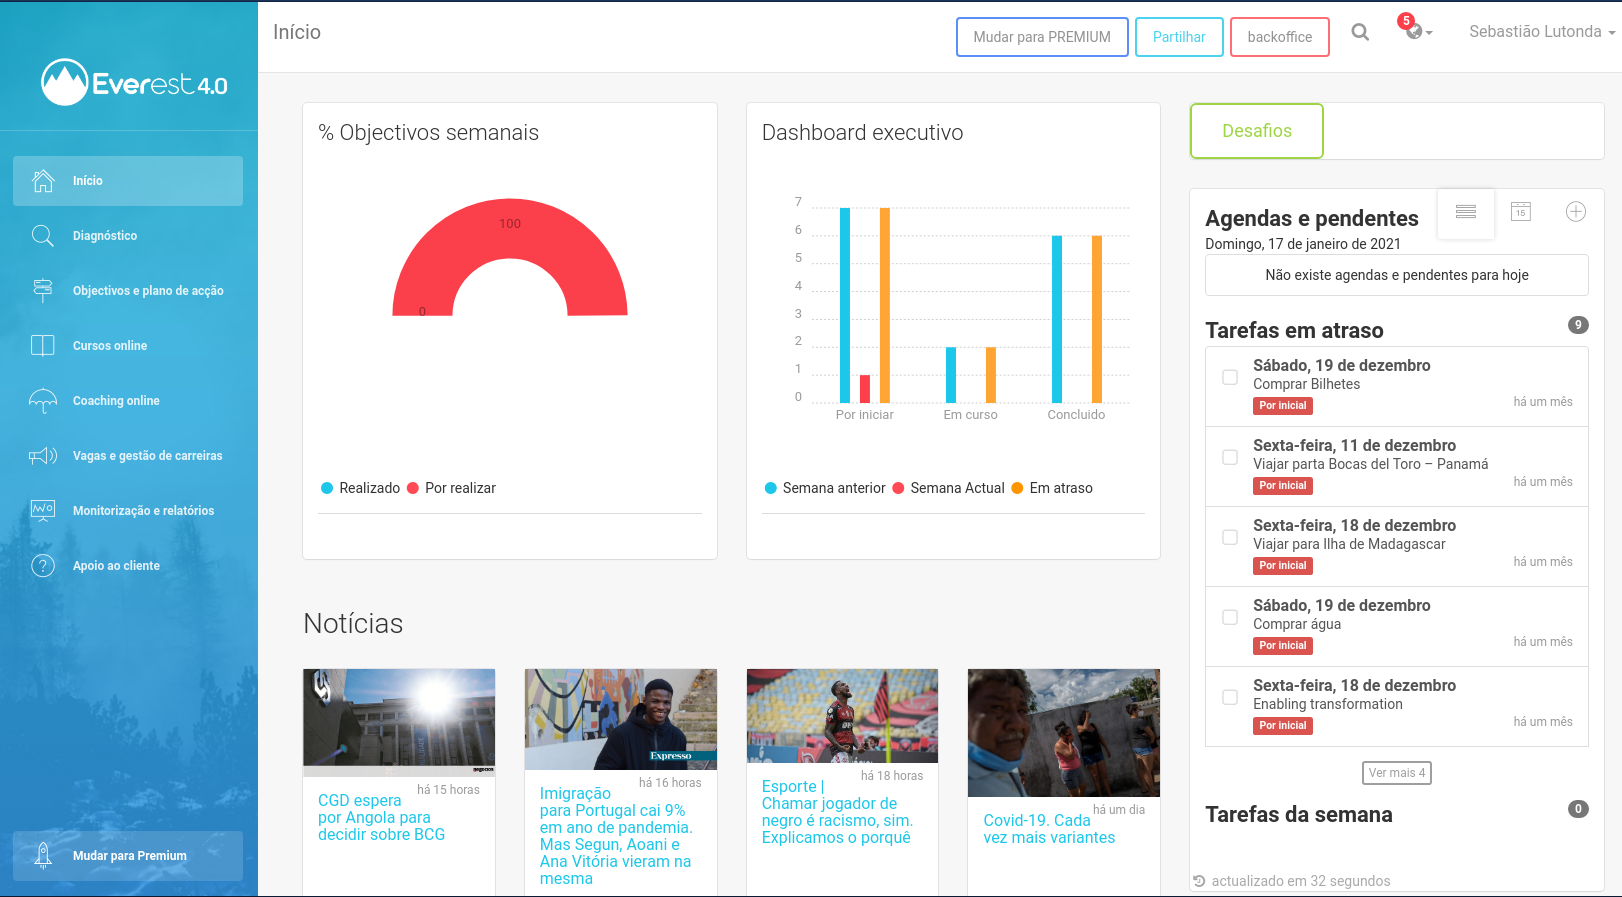 Everest 4.0
Início
Diagnóstico
Objectivos e plano de acção
Cursos online
Coaching online
Vagas e gestão de carreiras
Monitorização e relatórios
Apoio ao cliente
Mudar para Premium
Início
Mudar para PREMIUM
Partilhar
backoffice
5
Sebastião Lutonda
% Objectivos semanais
100
0
Realizado
Por realizar
Dashboard executivo
7
6
5
4
3
2
1
0
Por iniciar
Em curso
Concluido
Semana anterior
Semana Actual
Em atraso
Notícias
negocios
há 15 horas
CGD espera
por Angola para
decidir sobre BCG
Expresso
há 16 horas
Imigração
para Portugal cai 9%
em ano de pandemia.
Mas Segun, Aoani e
Ana Vitória vieram na
mesma
há 18 horas
Esporte |
Chamar jogador de
negro é racismo, sim.
Explicamos o porquê
há um dia
Covid-19. Cada
vez mais variantes
Desafios
Agendas e pendentes
15
Domingo, 17 de janeiro de 2021
Não existe agendas e pendentes para hoje
Tarefas em atraso
9
Sábado, 19 de dezembro
Comprar Bilhetes
Por inicial
há um mês
Sexta-feira, 11 de dezembro
Viajar parta Bocas del Toro – Panamá
Por inicial
há um mês
Sexta-feira, 18 de dezembro
Viajar para Ilha de Madagascar
Por inicial
há um mês
Sábado, 19 de dezembro
Comprar água
Por inicial
há um mês
Sexta-feira, 18 de dezembro
Enabling transformation
Por inicial
há um mês
Ver mais 4
Tarefas da semana
0
actualizado em 32 segundos